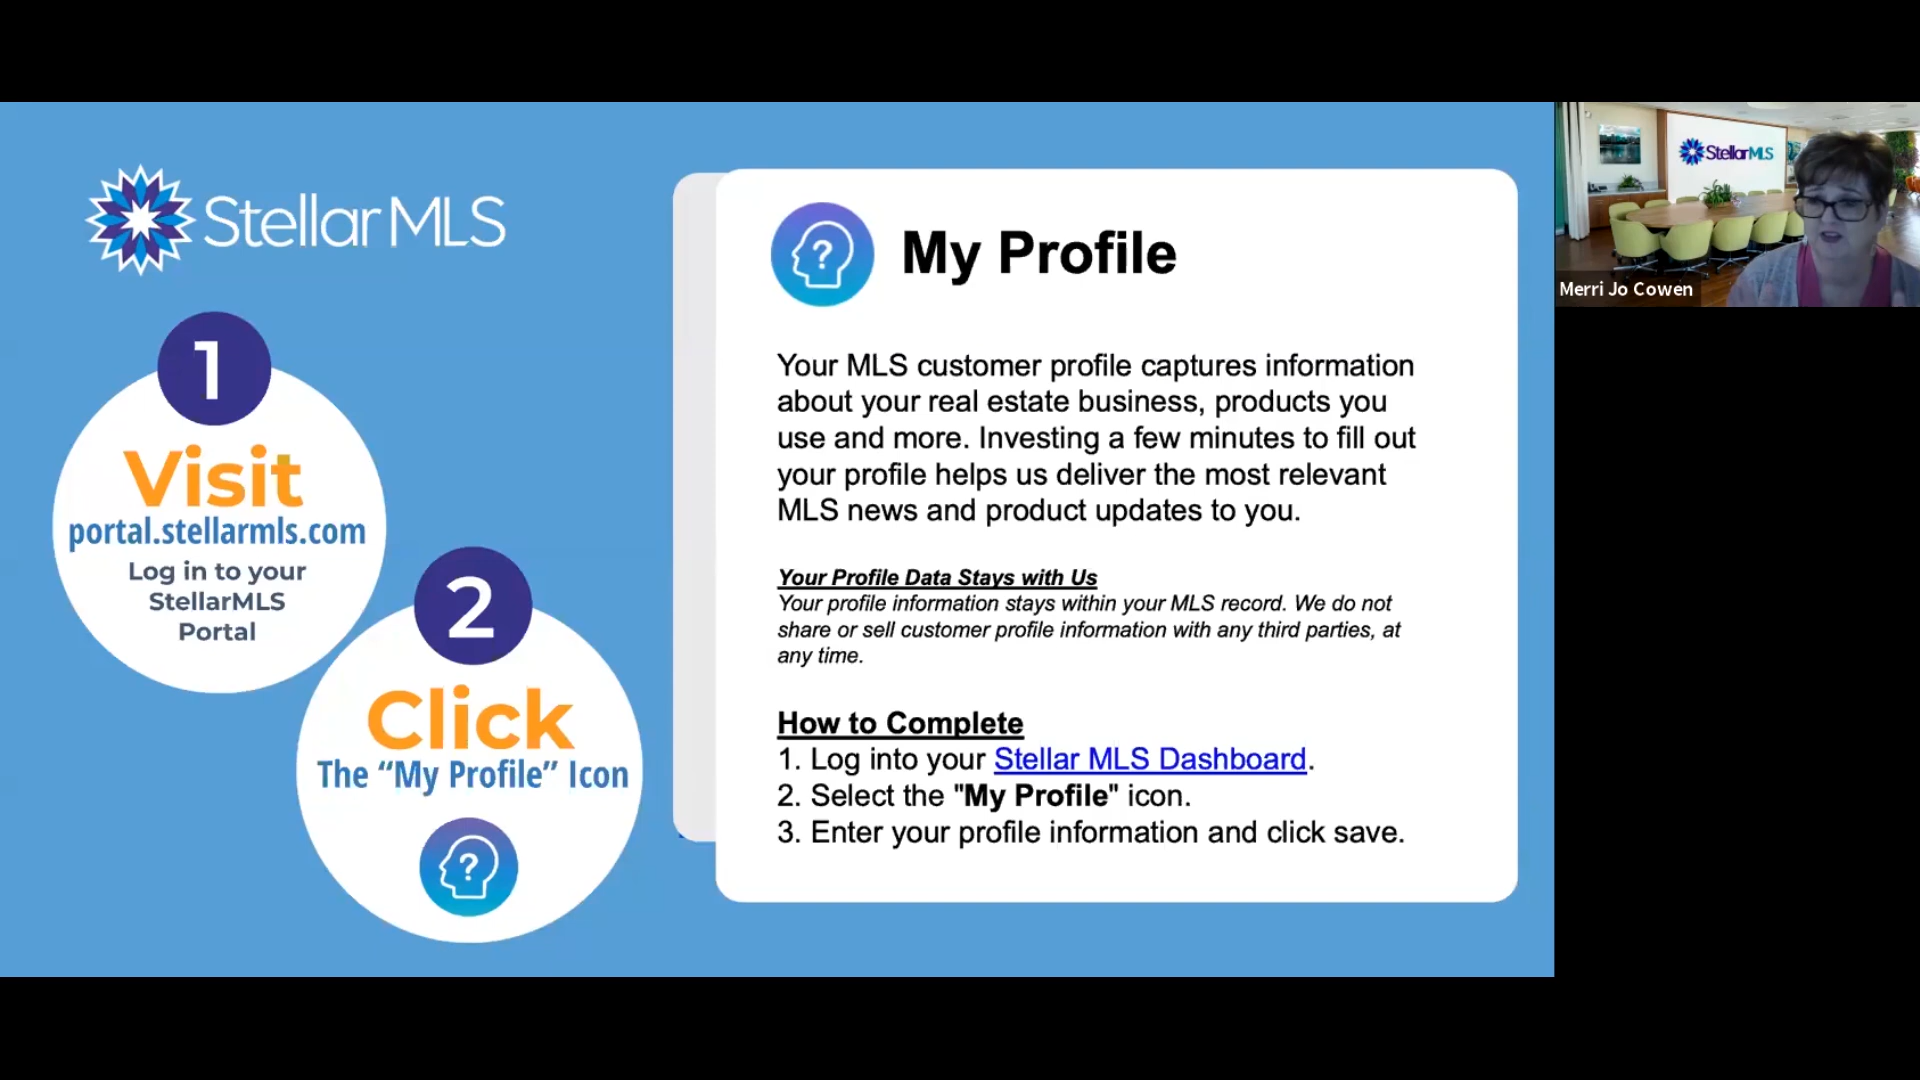 StellarMLS
1
Visit
portal.stellarmls.com
Log in to your
StellarMLS
Portal
2
Click
The “My Profile” Icon
?
?
My Profile
Your MLS customer profile captures information
about your real estate business, products you
use and more. Investing a few minutes to fill out
your profile helps us deliver the most relevant
MLS news and product updates to you.
Your Profile Data Stays with Us
Your profile information stays within your MLS record. We do not
share or sell customer profile information with any third parties, at
any time.
How to Complete
1. Log into your Stellar MLS Dashboard.
2. Select the "My Profile" icon.
3. Enter your profile information and click save.
StellarMLS
Merri Jo Cowen